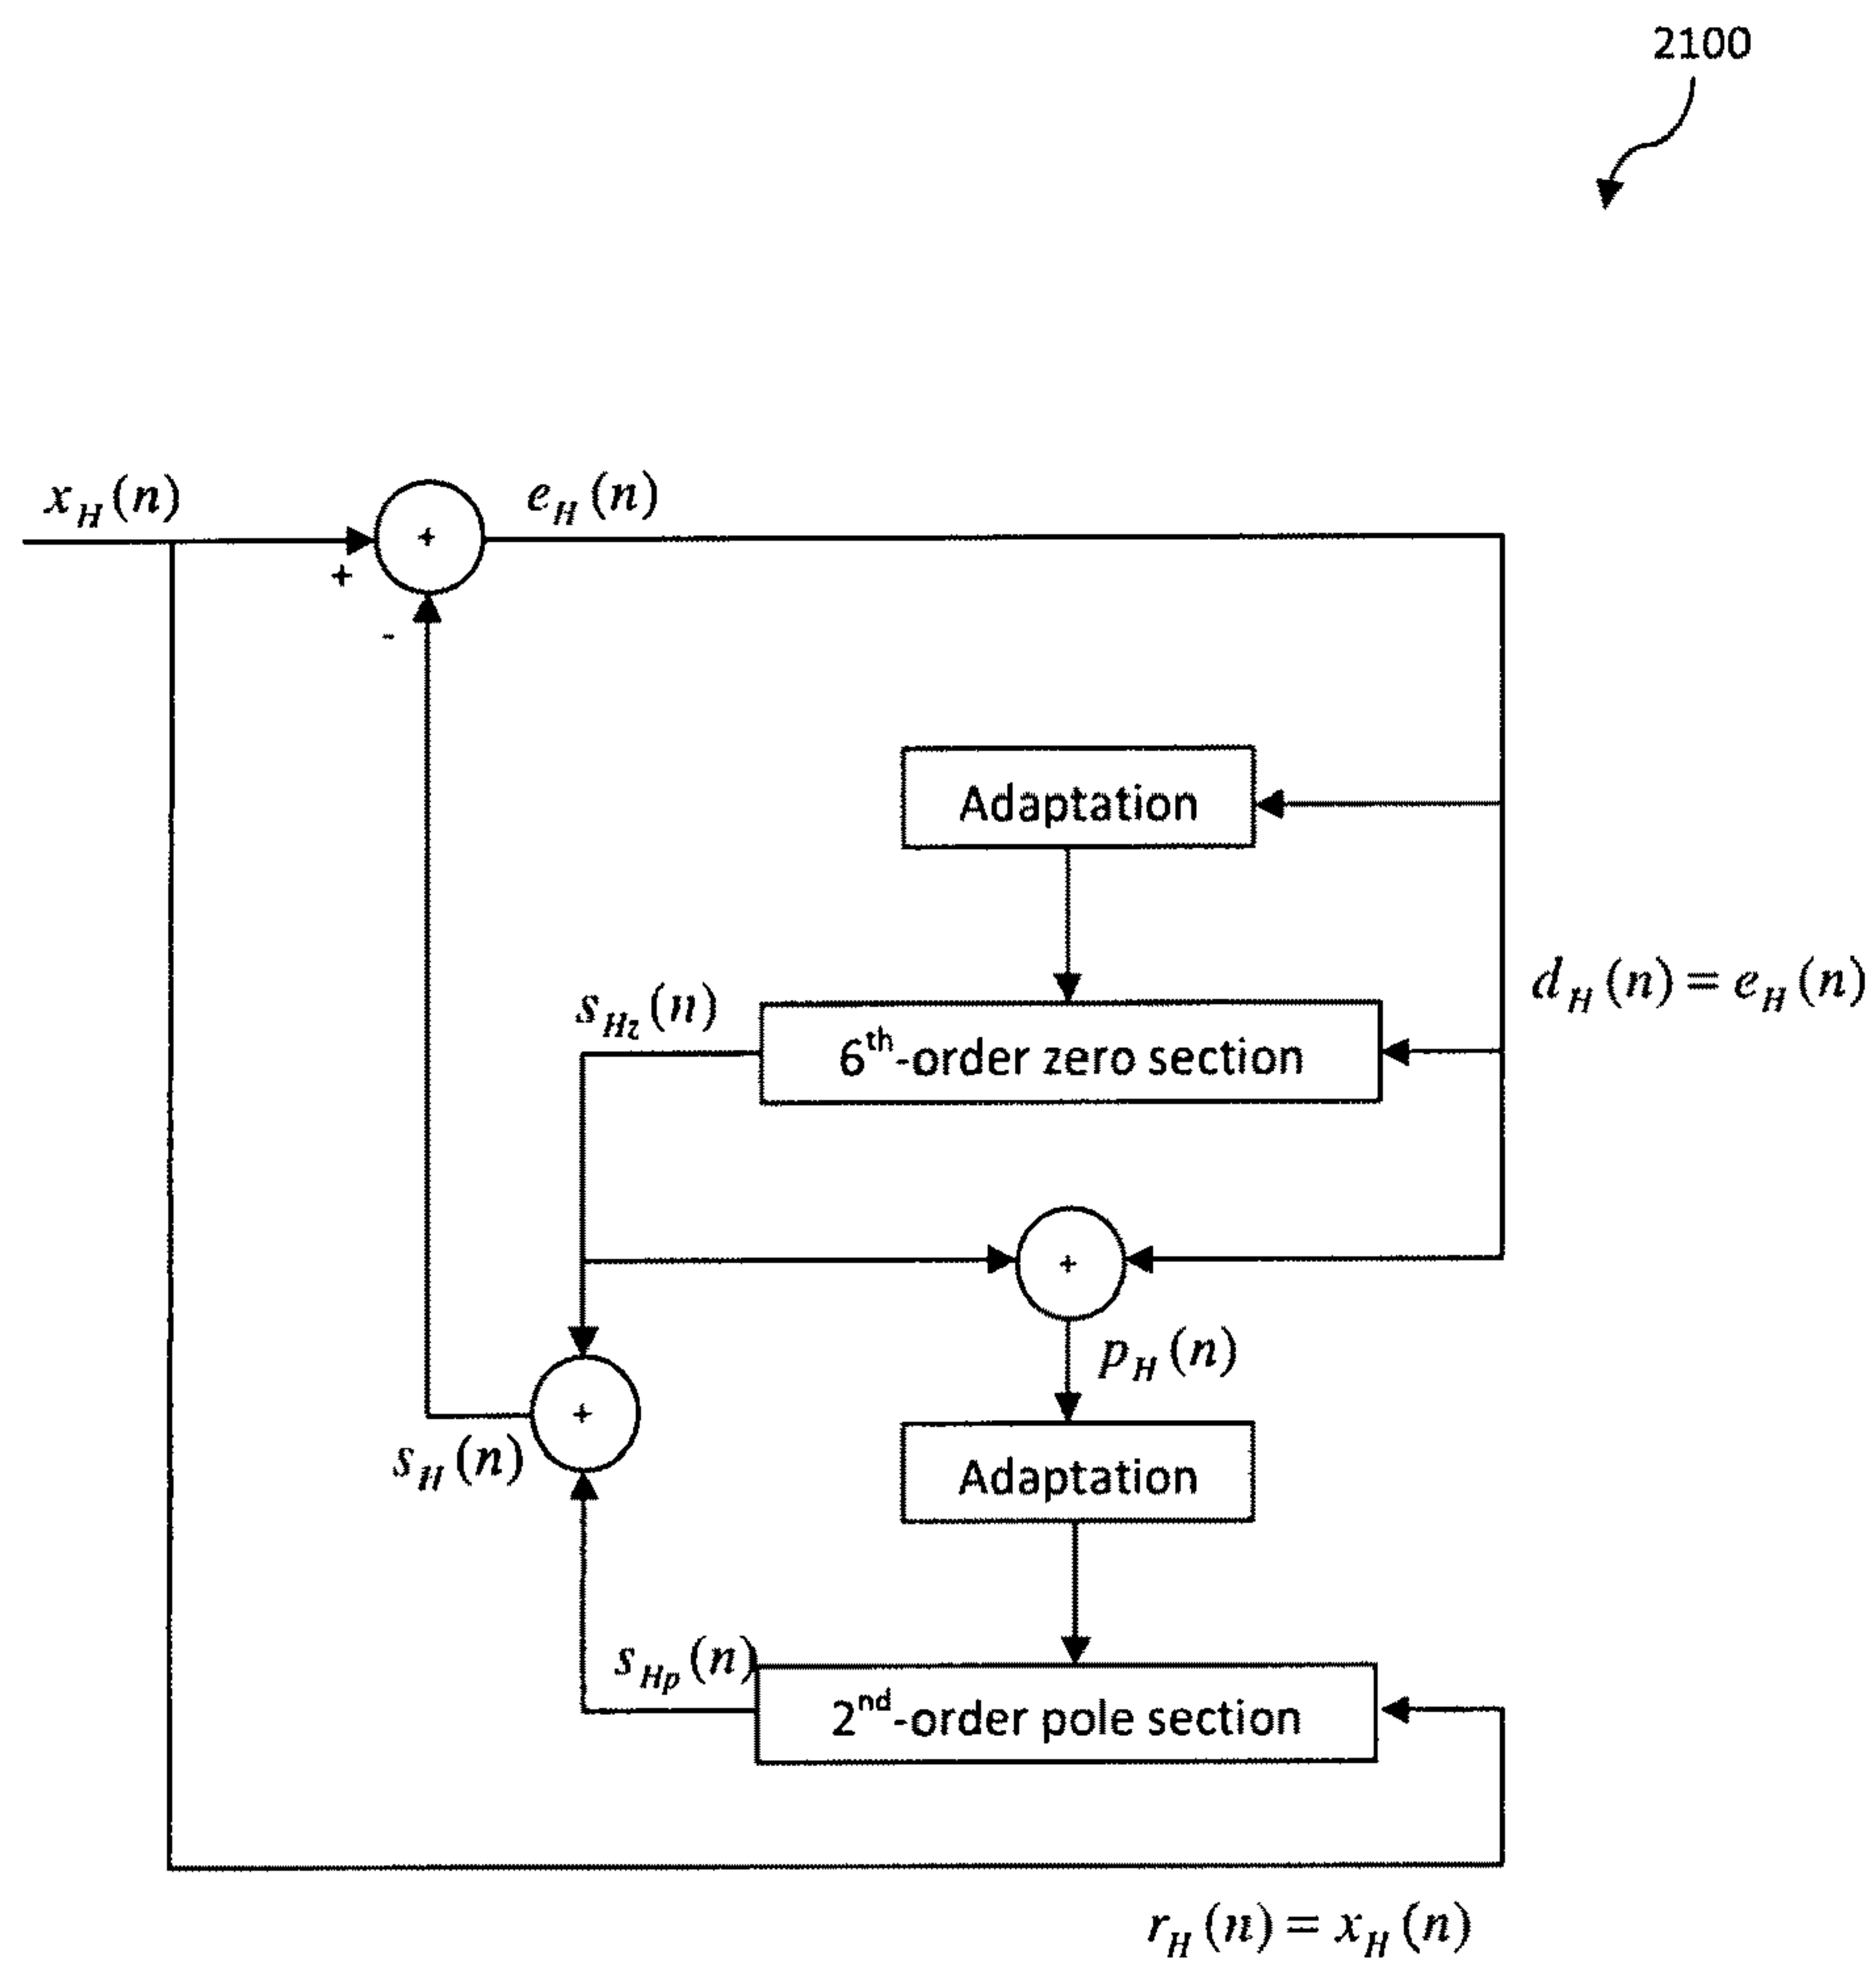 2100
x_H(n)
e_H(n)
+
+
-
Adaptation
d_H(n) = e_H(n)
s_Hz(n)
6th-order zero section
+
p_H(n)
+
s_H(n)
Adaptation
s_Hp(n)
2nd-order pole section
r_H(n) = x_H(n)